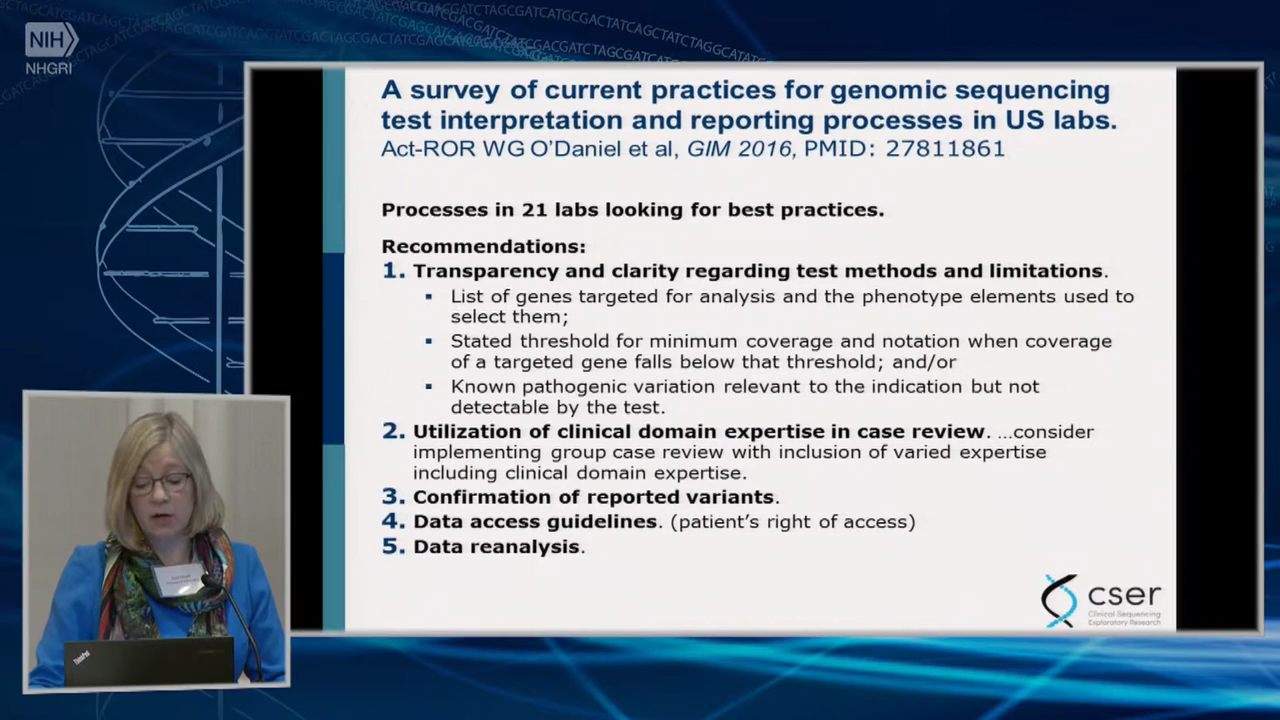 NIH
NHGRI
A survey of current practices for genomic sequencing
test interpretation and reporting processes in US labs.
Act-ROR WG O’Daniel et al, GIM 2016, PMID: 27811861
Processes in 21 labs looking for best practices.
Recommendations:
1. Transparency and clarity regarding test methods and limitations.
▪ List of genes targeted for analysis and the phenotype elements used to
select them;
▪ Stated threshold for minimum coverage and notation when coverage
of a targeted gene falls below that threshold; and/or
▪ Known pathogenic variation relevant to the indication but not
detectable by the test.
2. Utilization of clinical domain expertise in case review. …consider
implementing group case review with inclusion of varied expertise
including clinical domain expertise.
3. Confirmation of reported variants.
4. Data access guidelines. (patient’s right of access)
5. Data reanalysis.
cser
Clinical Sequencing
Exploratory Research
ThinkPad